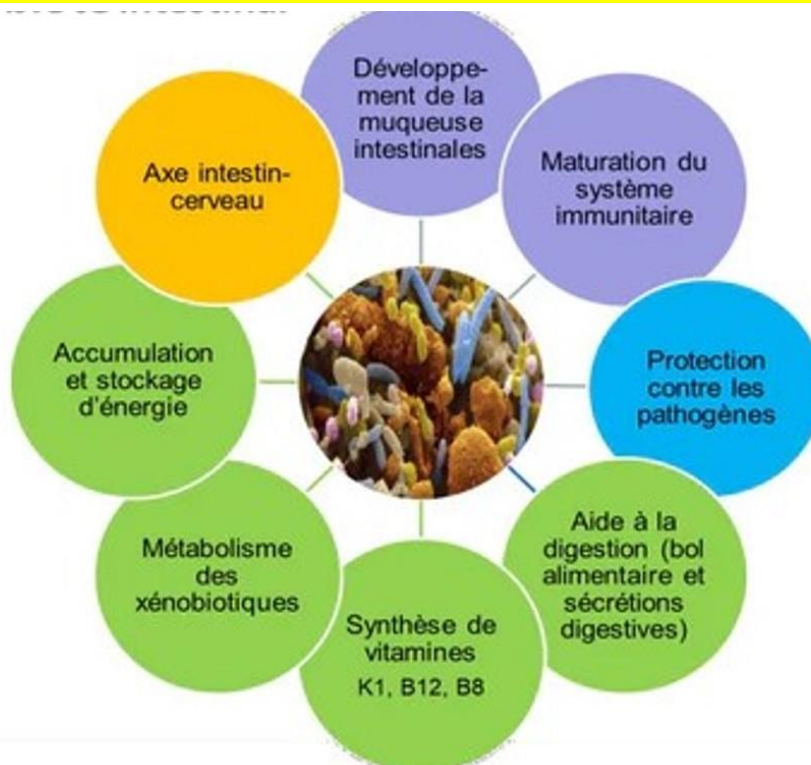 Développe-
ment de la
muqueuse
intestinales
Maturation du
système
immunitaire
Protection
contre les
pathogènes
Aide à la
digestion (bol
alimentaire et
sécrétions
digestives)
Synthèse de
vitamines
K1, B12, B8
Métabolisme
des
xénobiotiques
Accumulation
et stockage
d'énergie
Axe intestin-
cerveau